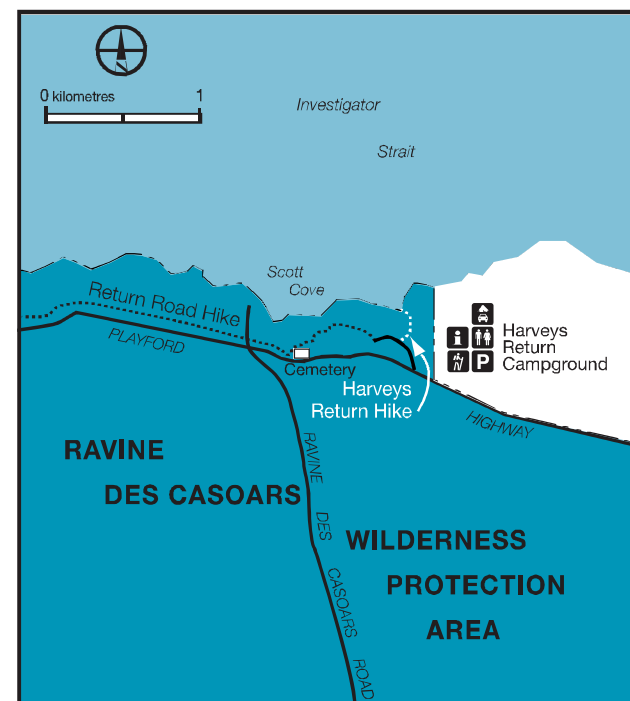 0 kilometres 1
Investigator
Strait
Scott
Cove
Return Road Hike
PLAYFORD
Cemetery
Harveys
Return Hike
i
P
Harveys
Return
Campground
HIGHWAY
RAVINE
DES CASOARS
RAVINE DES CASOARS ROAD
WILDERNESS
PROTECTION
AREA